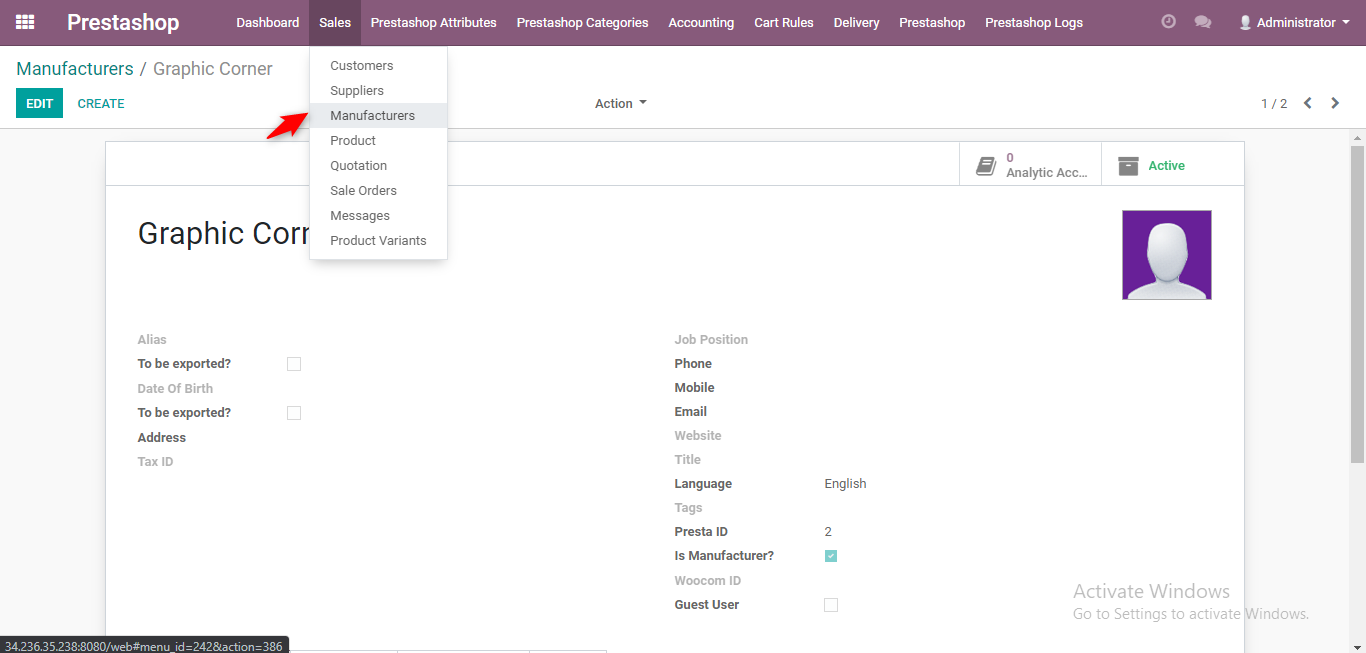 Prestashop Dashboard Sales Prestashop Attributes Prestashop Categories Accounting Cart Rules Delivery Prestashop Prestashop Logs Administrator
Manufacturers / Graphic Corner
EDIT CREATE Action 1 / 2
Customers
Suppliers
Manufacturers
Product
Quotation
Sale Orders
Messages
Product Variants
0
Analytic Acc...
Active
Graphic Corn
Alias
To be exported?
Date Of Birth
To be exported?
Address
Tax ID
Job Position
Phone
Mobile
Email
Website
Title
Language English
Tags
Presta ID 2
Is Manufacturer?
Woocom ID
Guest User
Activate Windows
Go to Settings to activate Windows.
34.236.35.238:8080/web#menu_id=242&action=386